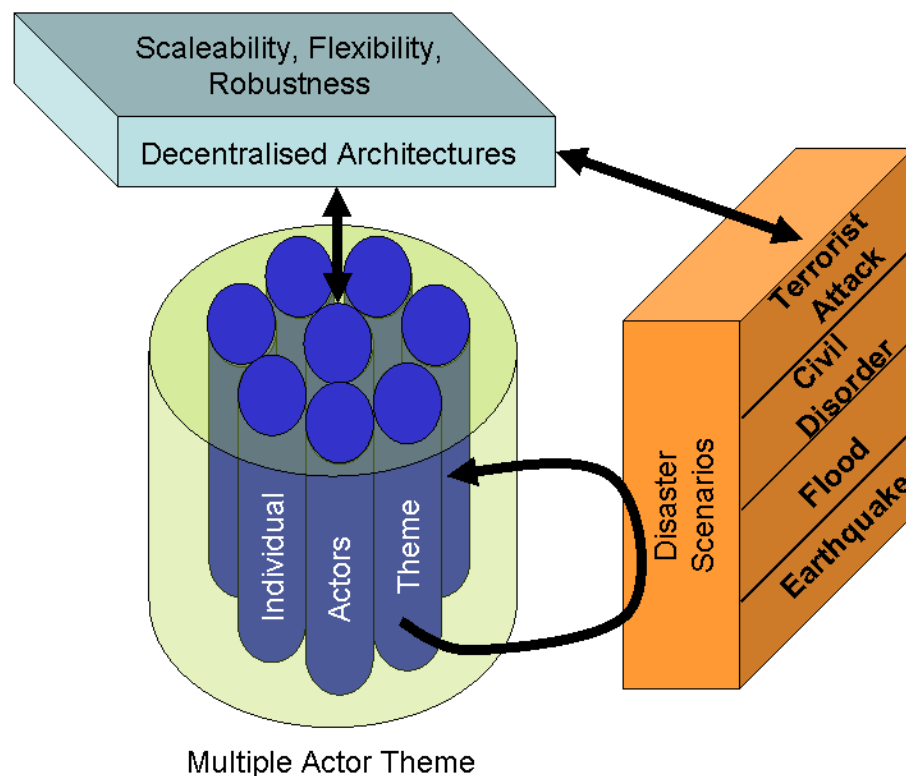 Scaleability, Flexibility,
Robustness
Decentralised Architectures
Terrorist
Attack
Civil
Disorder
Flood
Earthquake
Disaster
Scenarios
Individual
Actors
Theme
Multiple Actor Theme